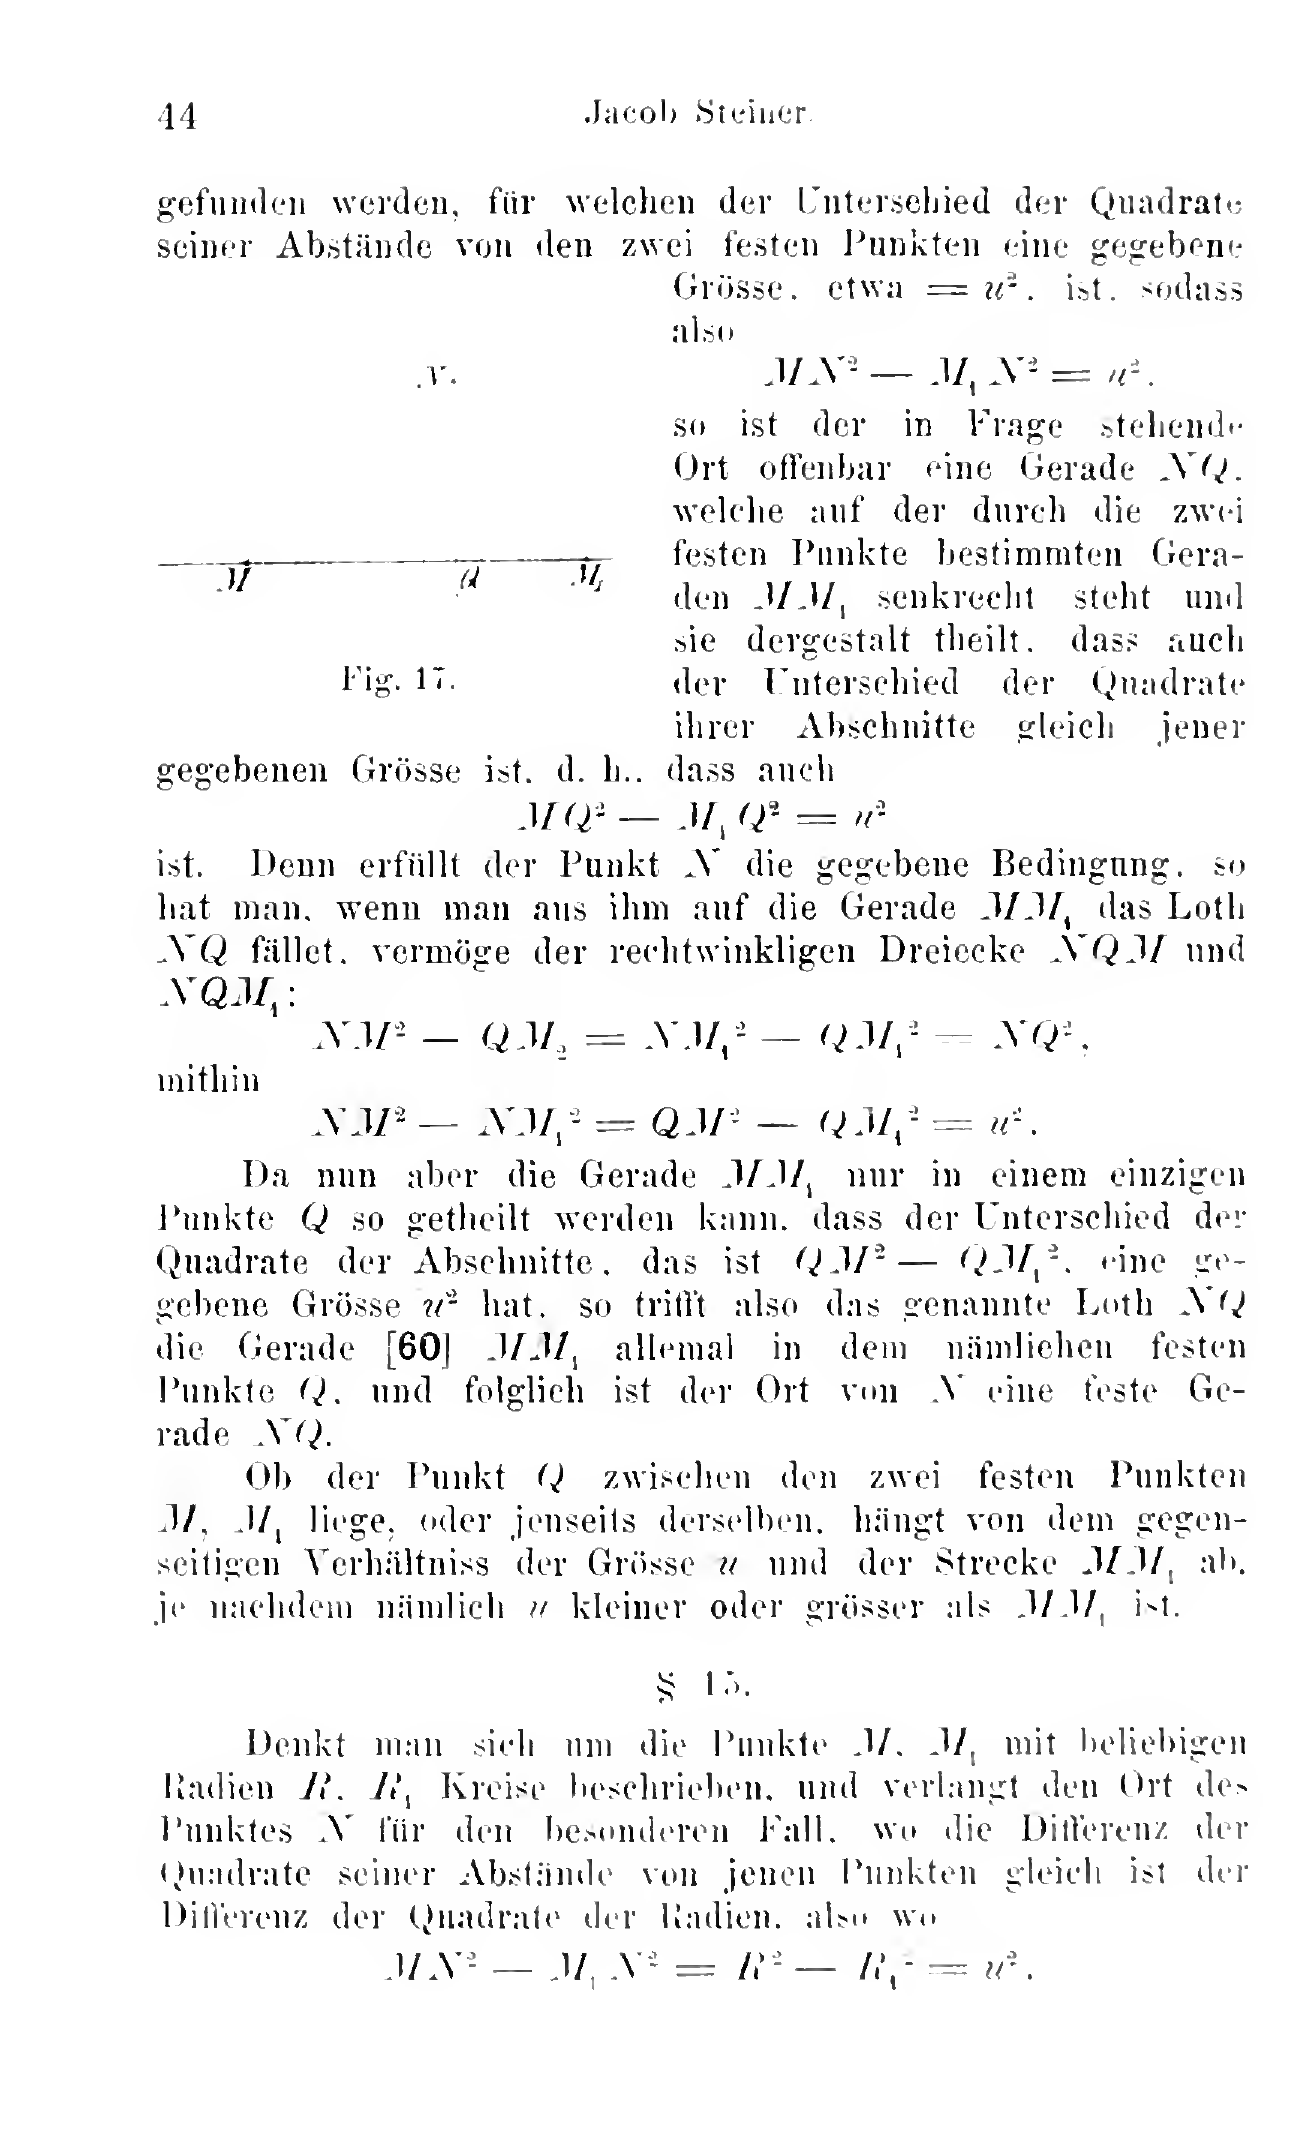 44 Jacob Steiner.
gefunden werden, für welchen der Unterschied der Quadrate
seiner Abstände von den zwei festen Punkten eine gegebene
Grösse, etwa = u², ist, sodass
also
MN² — M₁N² = u²,
so ist der in Frage stehende
Ort offenbar eine Gerade NQ,
welche auf der durch die zwei
festen Punkte bestimmten Gera-
den MM₁ senkrecht steht und
sie dergestalt theilt, dass auch
der Unterschied der Quadrate
ihrer Abschnitte gleich jener
N.
M Q M₁
Fig. 17.
gegebenen Grösse ist, d. h., dass auch
MQ² — M₁Q² = u²
ist. Denn erfüllt der Punkt N die gegebene Bedingung, so
hat man, wenn man aus ihm auf die Gerade MM₁ das Loth
NQ fället, vermöge der rechtwinkligen Dreiecke NQM und
NQM₁:
NM² — QM₂ = NM₁² — QM₁² = NQ²,
mithin
NM² — NM₁² = QM² — QM₁² = u².
Da nun aber die Gerade MM₁ nur in einem einzigen
Punkte Q so getheilt werden kann, dass der Unterschied der
Quadrate der Abschnitte, das ist QM² — QM₁², eine ge-
gebene Grösse u² hat, so trifft also das genannte Loth NQ
die Gerade [60] MM₁ allemal in dem nämlichen festen
Punkte Q, und folglich ist der Ort von N eine feste Ge-
rade NQ.
Ob der Punkt Q zwischen den zwei festen Punkten
M, M₁ liege, oder jenseits derselben, hängt von dem gegen-
seitigen Verhältniss der Grösse u und der Strecke MM₁ ab,
je nachdem nämlich u kleiner oder grösser als MM₁ ist.
§ 15.
Denkt man sich um die Punkte M, M₁ mit beliebigen
Radien R, R₁ Kreise beschrieben, und verlangt den Ort des
Punktes N für den besonderen Fall, wo die Differenz der
Quadrate seiner Abstände von jenen Punkten gleich ist der
Differenz der Quadrate der Radien, also wo
MN² — M₁N² = R² — R₁² = u².